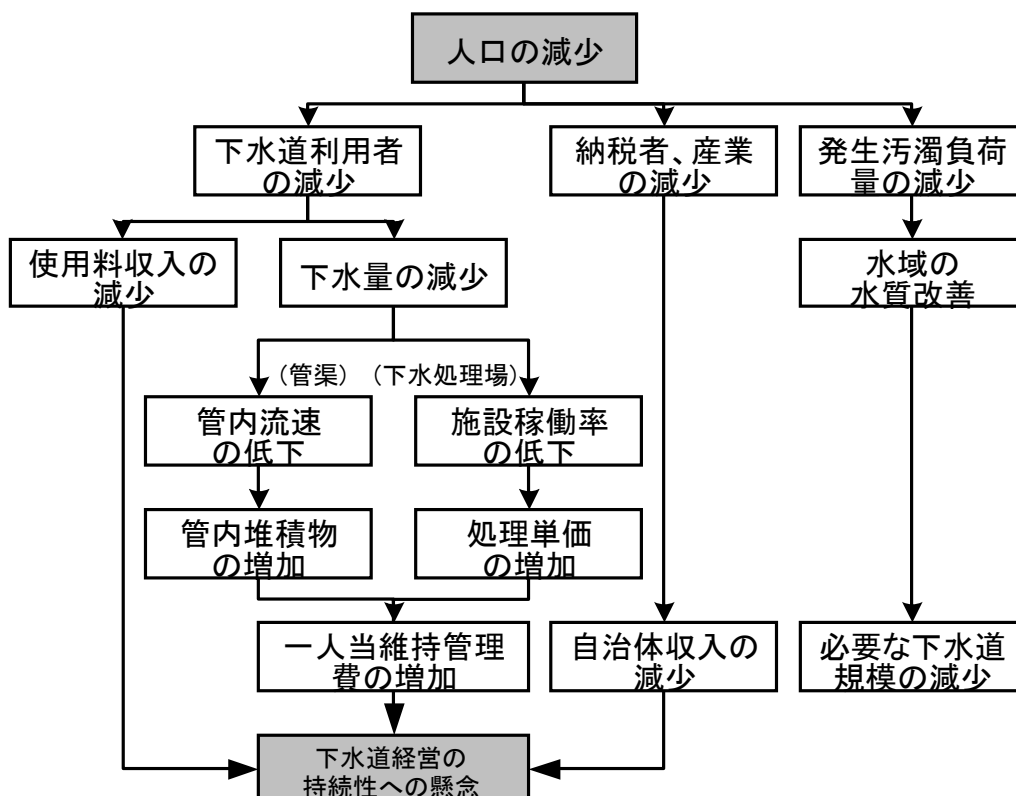 人口の減少
下水道利用者
の減少
納税者、産業
の減少
発生汚濁負荷
量の減少
使用料収入の
減少
下水量の減少
水域の
水質改善
（管渠）
（下水処理場）
管内流速
の低下
施設稼働率
の低下
管内堆積物
の増加
処理単価
の増加
一人当維持管理
費の増加
自治体収入の
減少
必要な下水道
規模の減少
下水道経営の
持続性への懸念